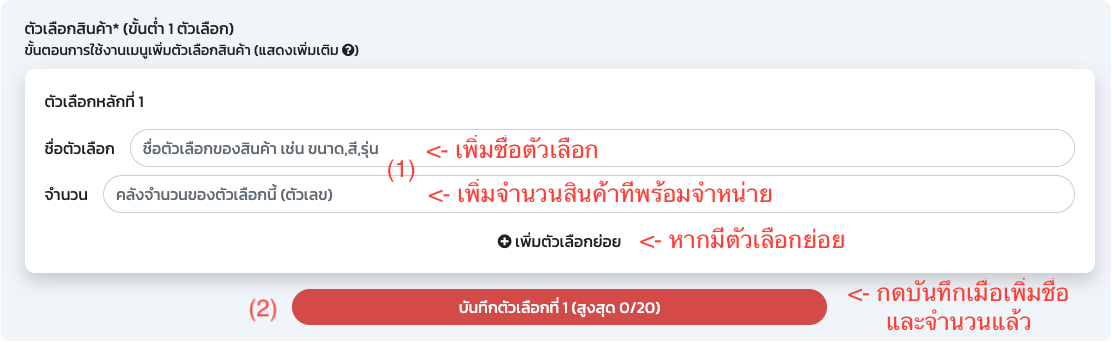 ตัวเลือกสินค้า* (ขั้นต่ำ 1 ตัวเลือก)
ขั้นตอนการใช้งานเมนูเพิ่มตัวเลือกสินค้า (แสดงเพิ่มเติม ?)
ตัวเลือกหลักที่ 1
ชื่อตัวเลือก ชื่อตัวเลือกของสินค้า เช่น ขนาด,สี,รุ่น <- เพิ่มชื่อตัวเลือก
(1)
จำนวน คลังจำนวนของตัวเลือกนี้ (ตัวเลข) <- เพิ่มจำนวนสินค้าที่พร้อมจำหน่าย
+ เพิ่มตัวเลือกย่อย <- หากมีตัวเลือกย่อย
(2) บันทึกตัวเลือกที่ 1 (สูงสุด 0/20) <- กดบันทึกเมื่อเพิ่มชื่อ
และจำนวนแล้ว